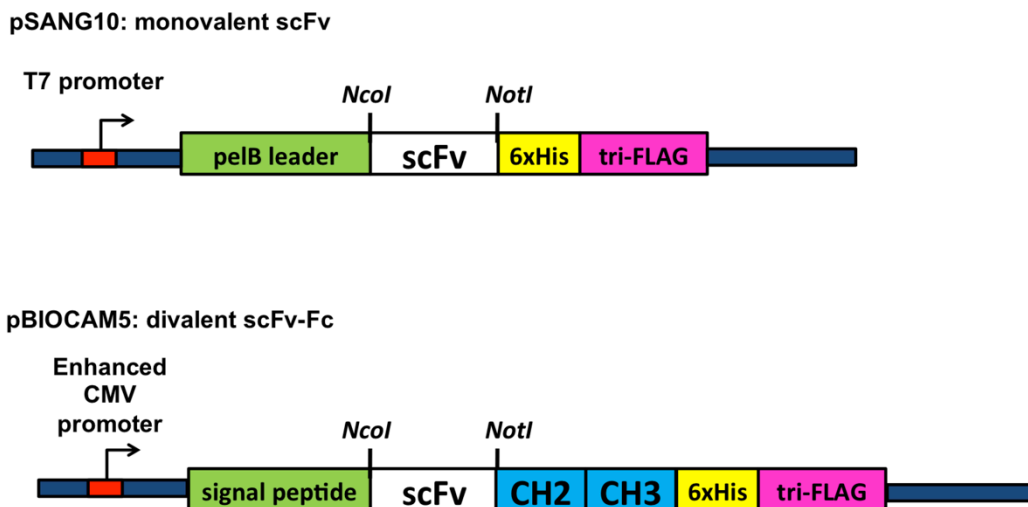 pSANG10: monovalent scFv
T7 promoter
NcoI NotI
pelB leader scFv 6xHis tri-FLAG
pBIOCAM5: divalent scFv-Fc
Enhanced
CMV
promoter
NcoI NotI
signal peptide scFv CH2 CH3 6xHis tri-FLAG